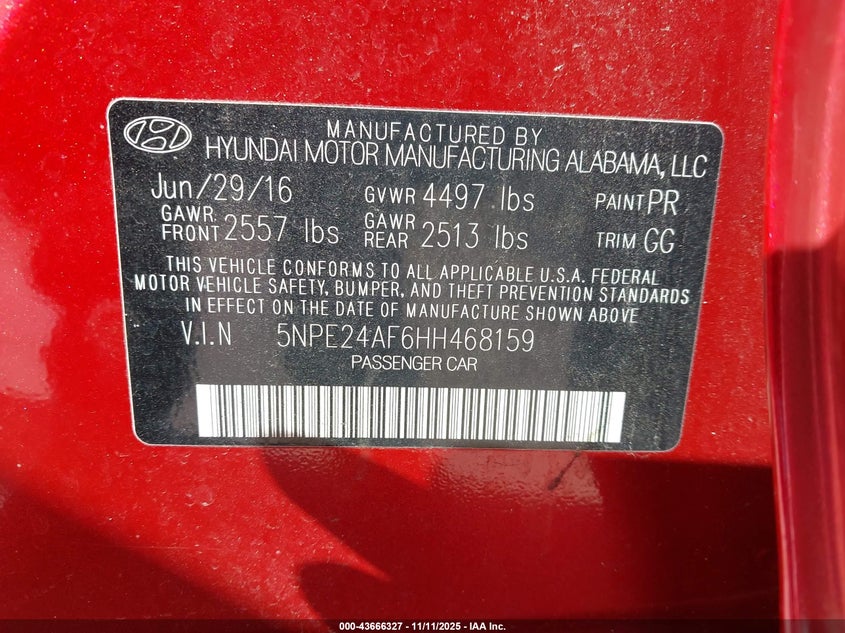 MANUFACTURED BY
HYUNDAI MOTOR MANUFACTURING ALABAMA, LLC
Jun/29/16 GVWR 4497 lbs PAINT PR
GAWR FRONT 2557 lbs GAWR REAR 2513 lbs TRIM GG
THIS VEHICLE CONFORMS TO ALL APPLICABLE U.S.A. FEDERAL
MOTOR VEHICLE SAFETY, BUMPER, AND THEFT PREVENTION STANDARDS
IN EFFECT ON THE DATE OF MANUFACTURE SHOWN ABOVE
V.I.N 5NPE24AF6HH468159
PASSENGER CAR
000-43666327 - 11/11/2025 - IAA Inc.